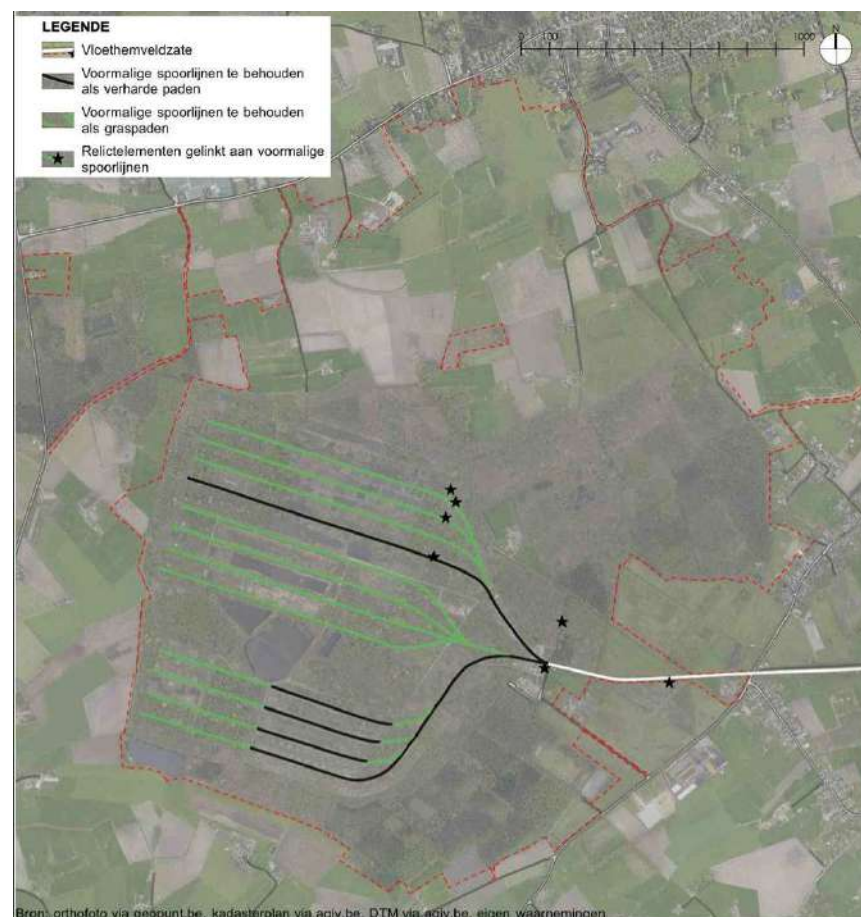 LEGENDE
Vloethemveldzate
Voormalige spoorlijnen te behouden
als verharde paden
Voormalige spoorlijnen te behouden
als graspaden
Relictelementen gelinkt aan voormalige
spoorlijnen
0 100 1000
N
Bron: orthofoto via geopunt.be, kadasterplan via agiv.be, DTM via agiv.be, eigen waarnemingen